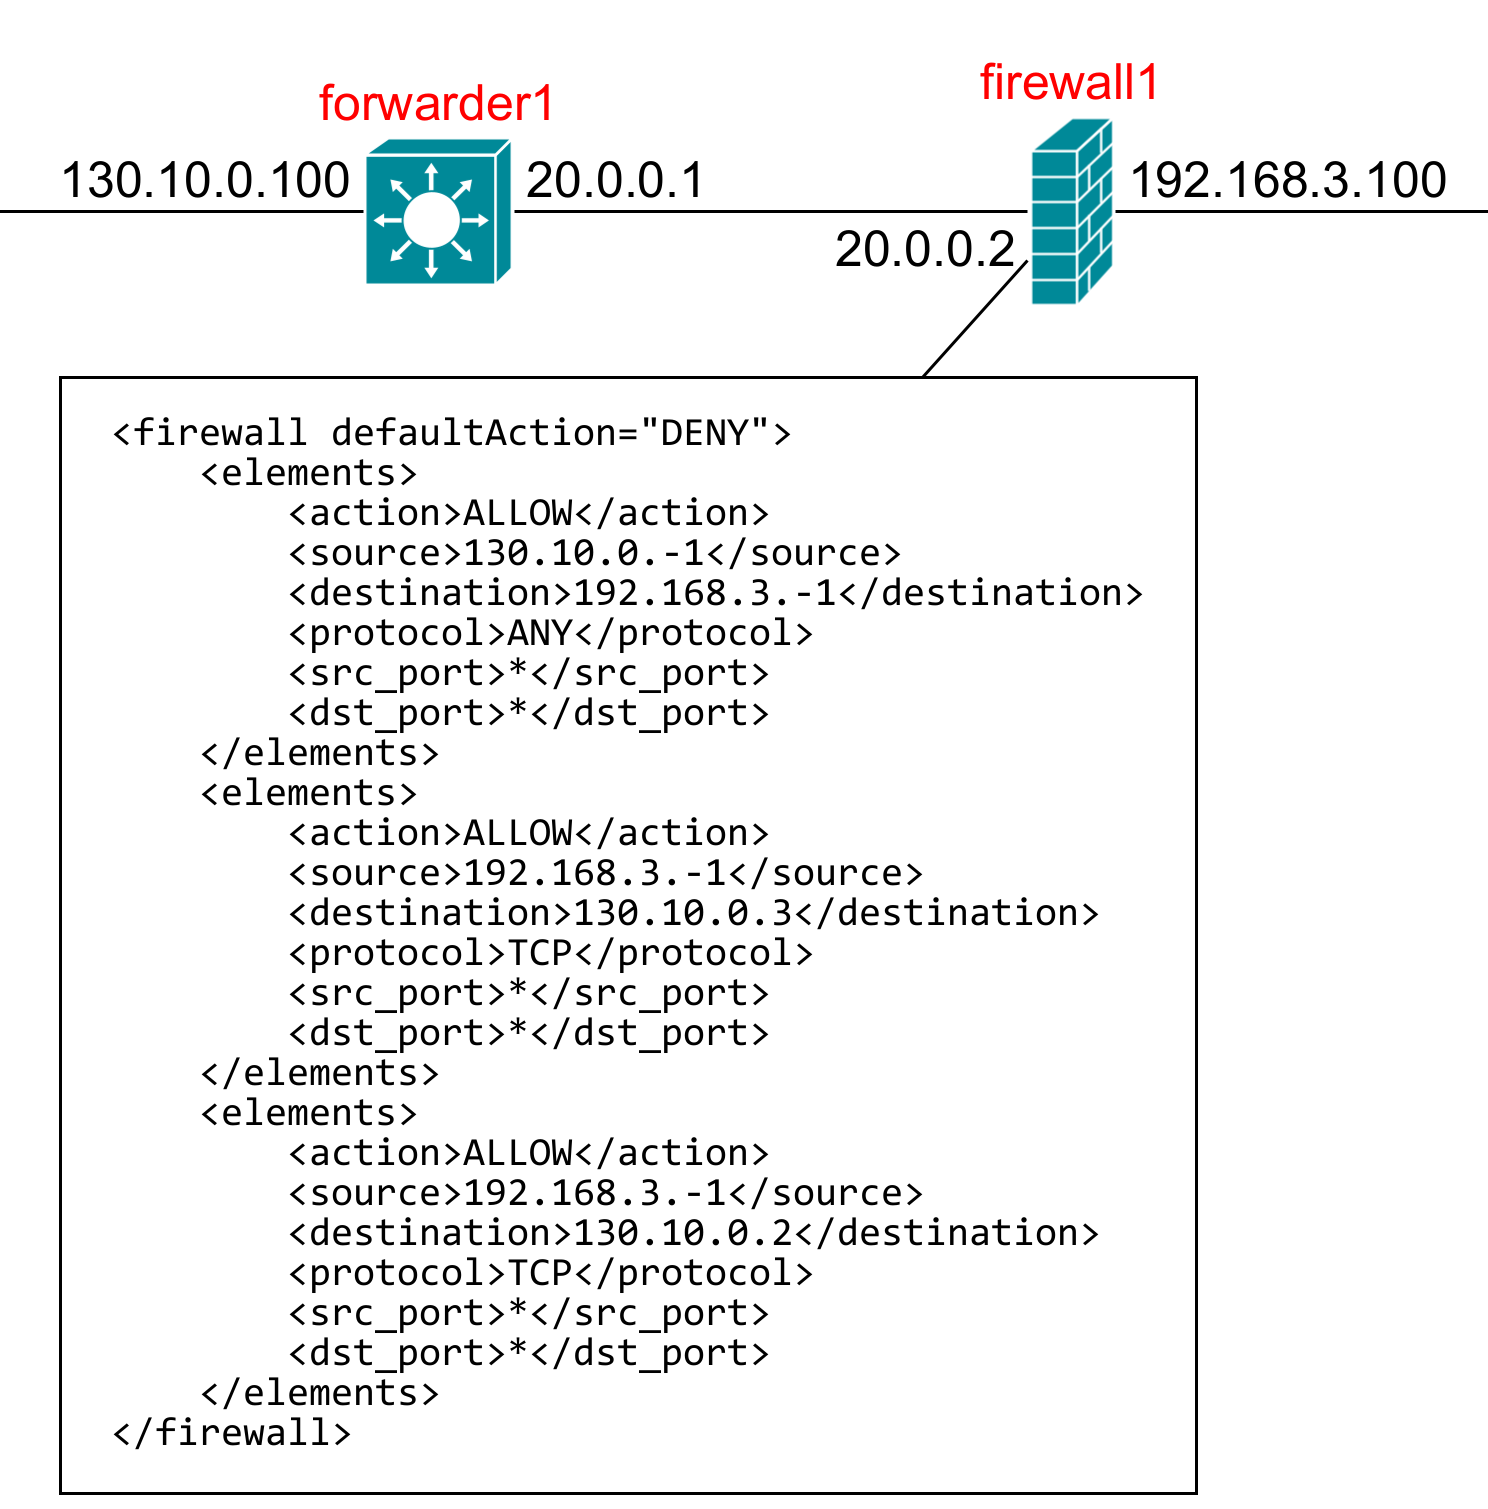 firewall1
forwarder1
130.10.0.100
20.0.0.1
192.168.3.100
20.0.0.2
<firewall defaultAction="DENY">
    <elements>
        <action>ALLOW</action>
        <source>130.10.0.-1</source>
        <destination>192.168.3.-1</destination>
        <protocol>ANY</protocol>
        <src_port>*</src_port>
        <dst_port>*</dst_port>
    </elements>
    <elements>
        <action>ALLOW</action>
        <source>192.168.3.-1</source>
        <destination>130.10.0.3</destination>
        <protocol>TCP</protocol>
        <src_port>*</src_port>
        <dst_port>*</dst_port>
    </elements>
    <elements>
        <action>ALLOW</action>
        <source>192.168.3.-1</source>
        <destination>130.10.0.2</destination>
        <protocol>TCP</protocol>
        <src_port>*</src_port>
        <dst_port>*</dst_port>
    </elements>
</firewall>